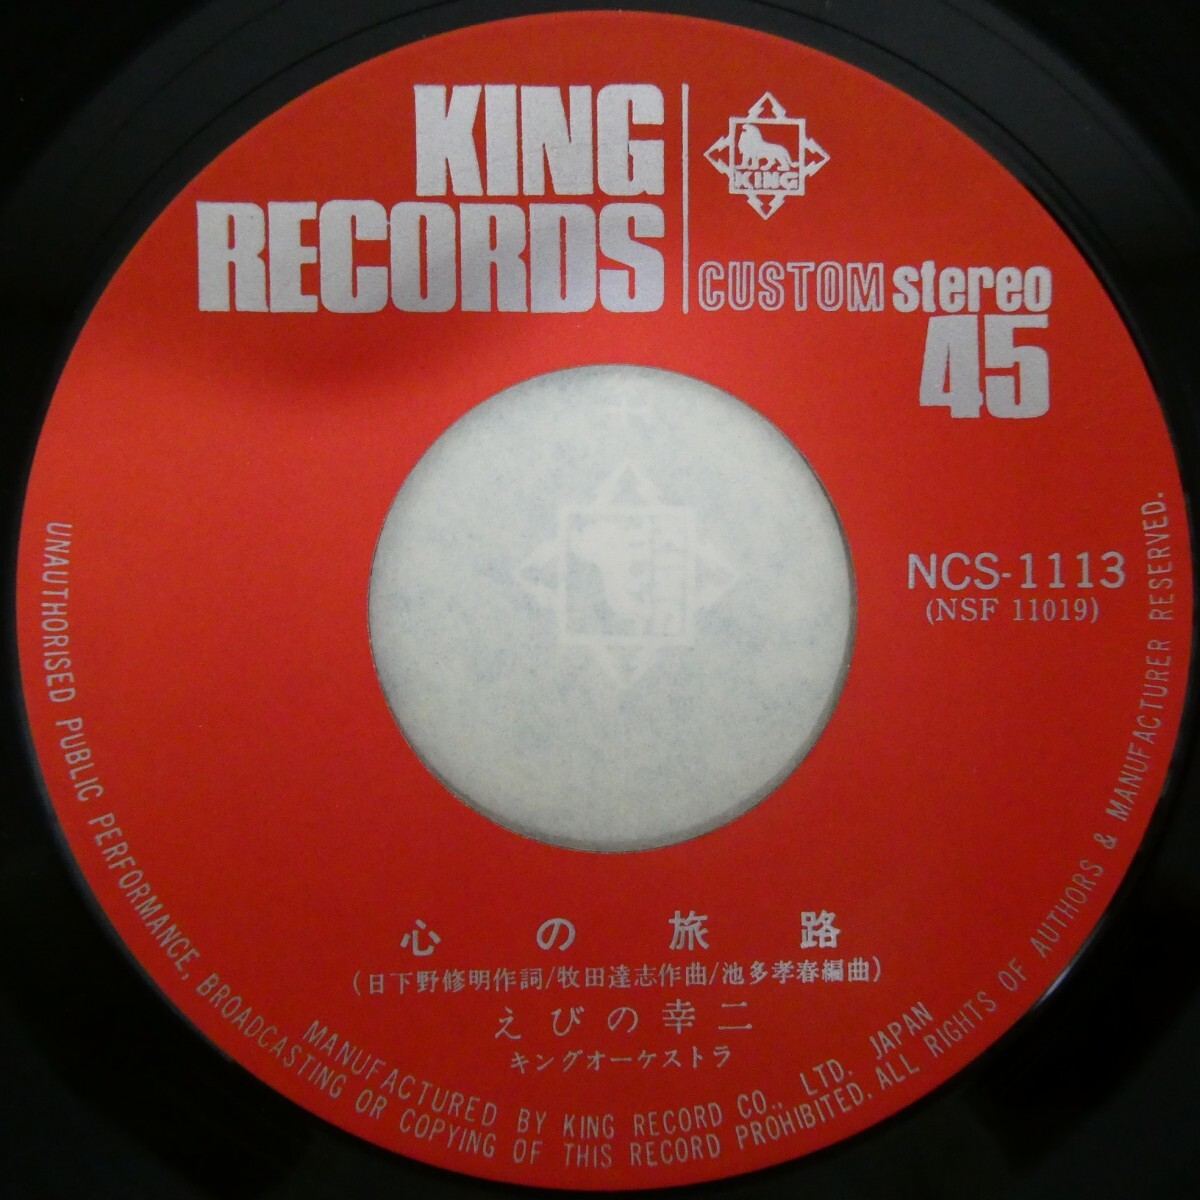 KING
RECORDS
KING
CUSTOM stereo
45
NCS-1113
(NSF 11019)
心の旅路
(日下野修明作詞/牧田達志作曲/池多孝春編曲)
えびの幸二
キングオーケストラ
MANUFACTURED BY KING RECORD CO., LTD. JAPAN
UNAUTHORISED PUBLIC PERFORMANCE, BROADCASTING OR COPYING OF THIS RECORD PROHIBITED. ALL RIGHTS OF AUTHORS & MANUFACTURER RESERVED.